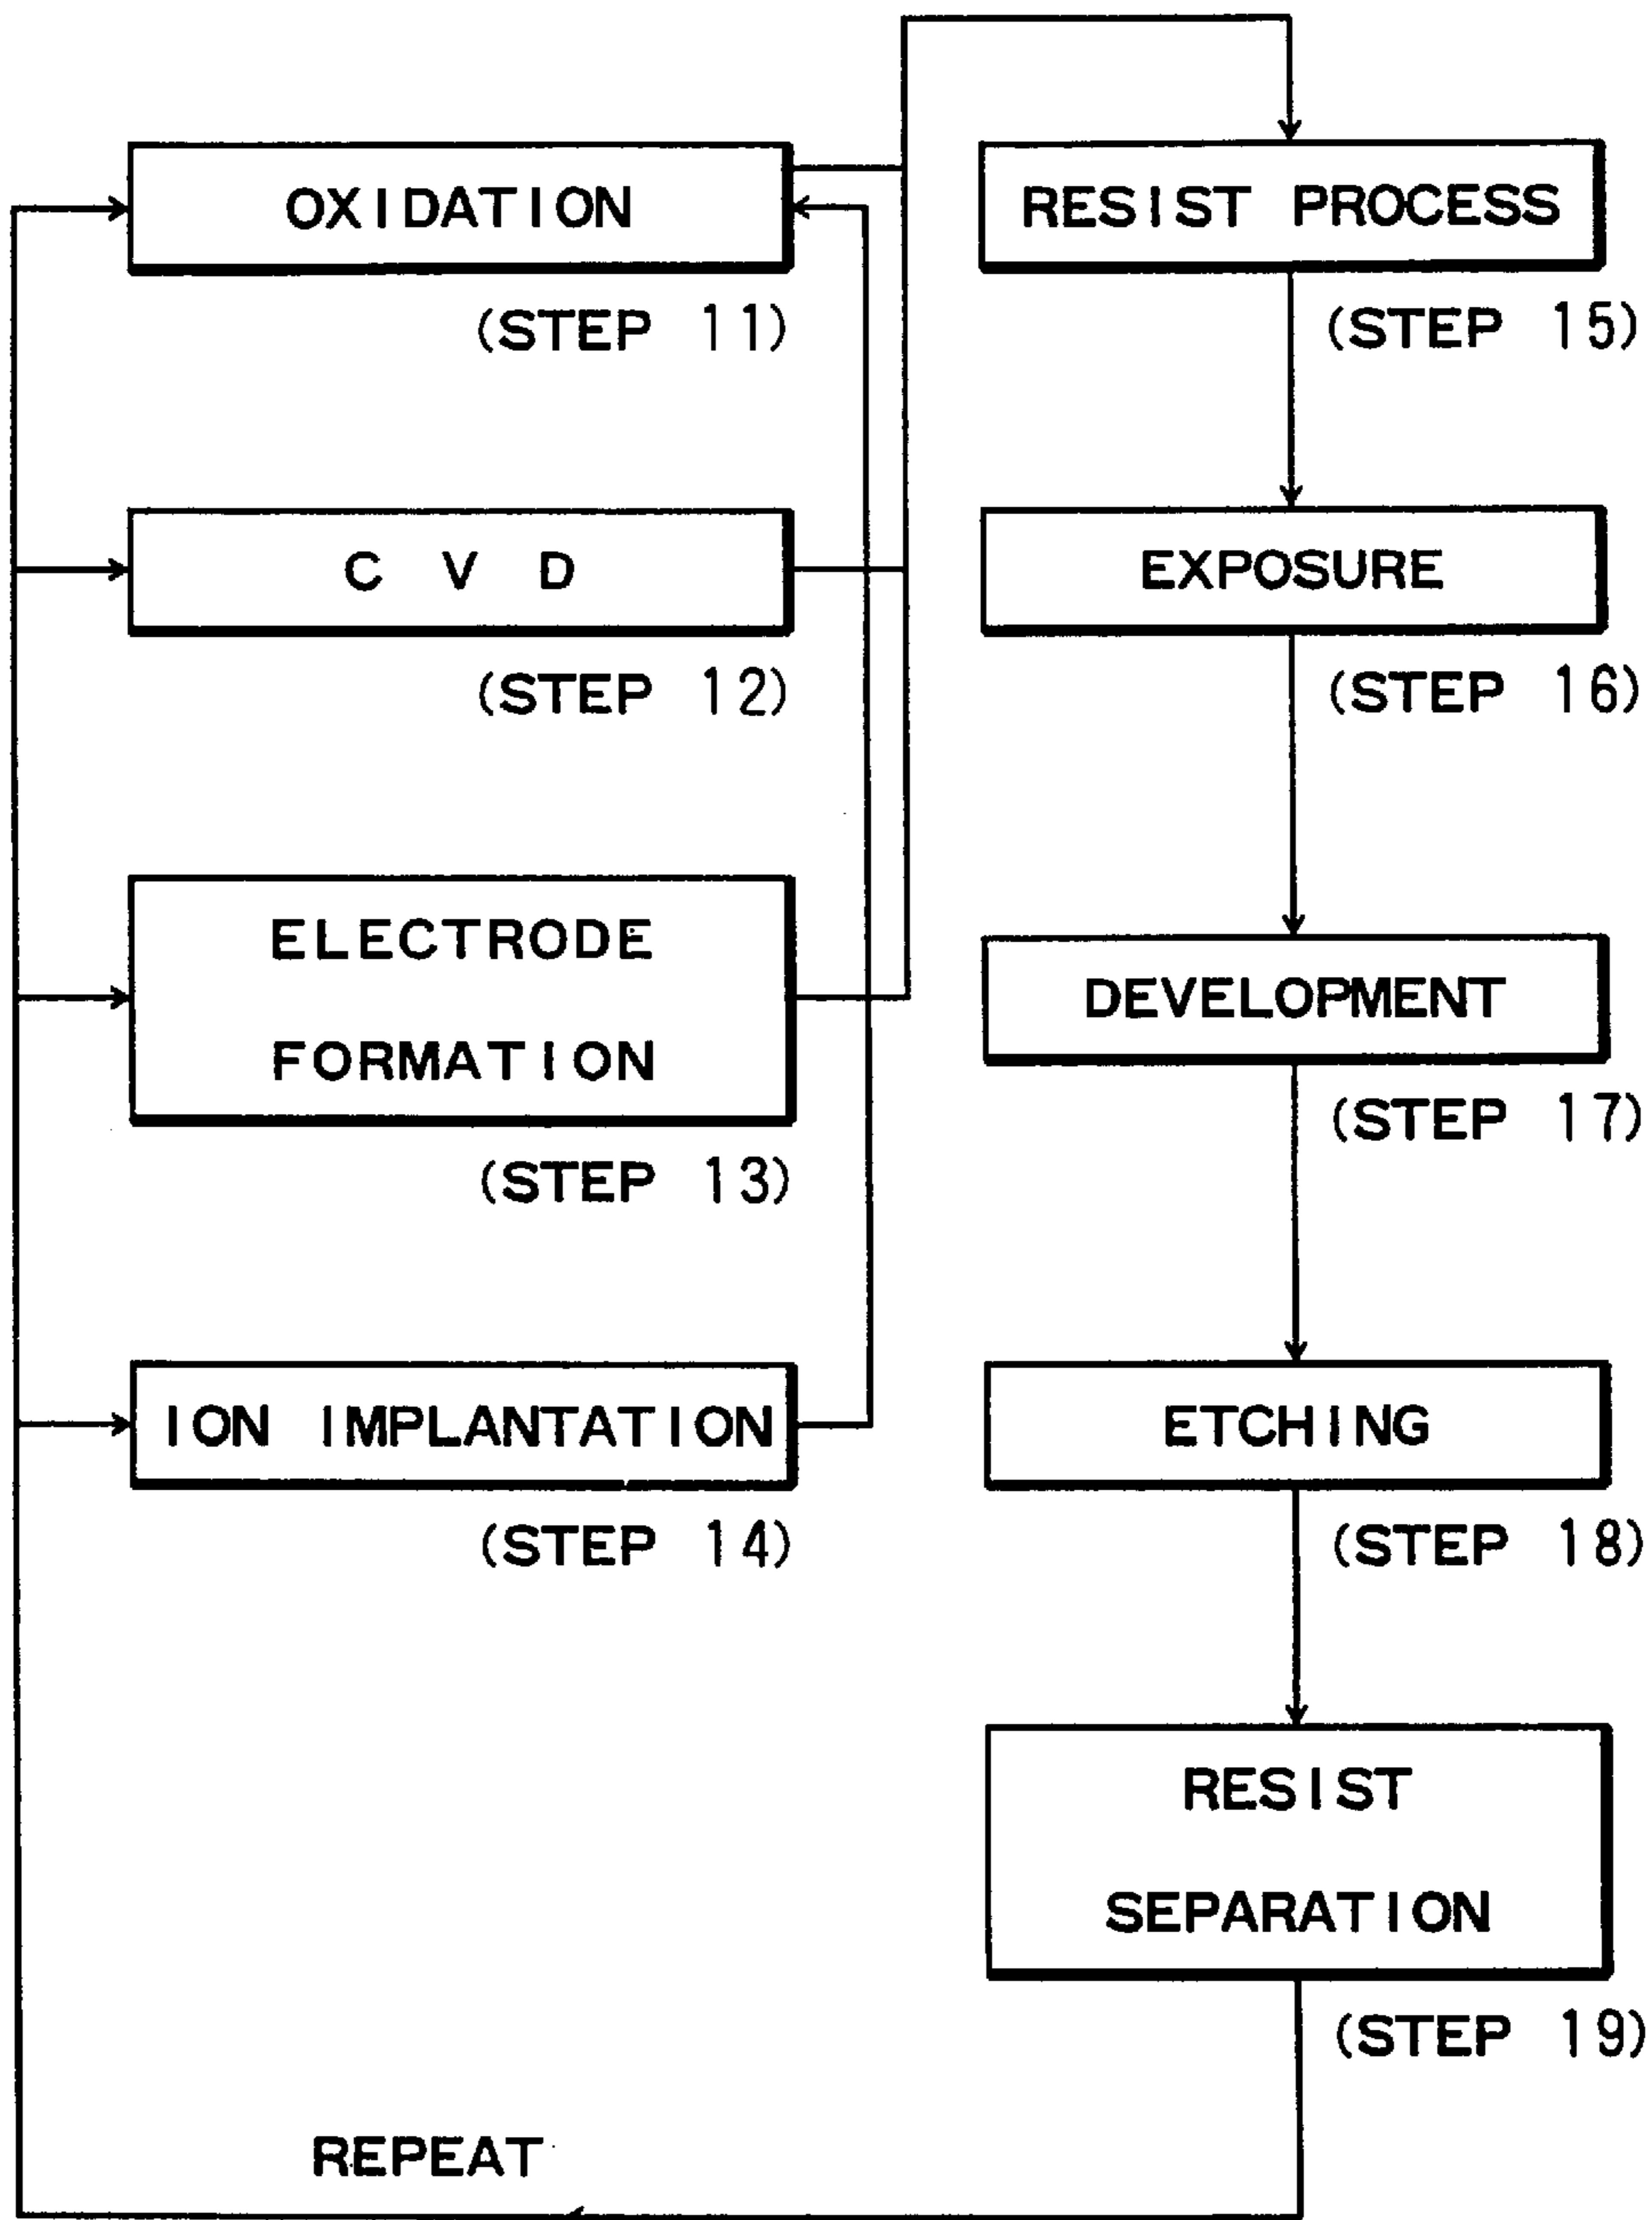 OXIDATION
(STEP 11)
C V D
(STEP 12)
ELECTRODE
FORMATION
(STEP 13)
ION IMPLANTATION
(STEP 14)
RESIST PROCESS
(STEP 15)
EXPOSURE
(STEP 16)
DEVELOPMENT
(STEP 17)
ETCHING
(STEP 18)
RESIST
SEPARATION
(STEP 19)
REPEAT